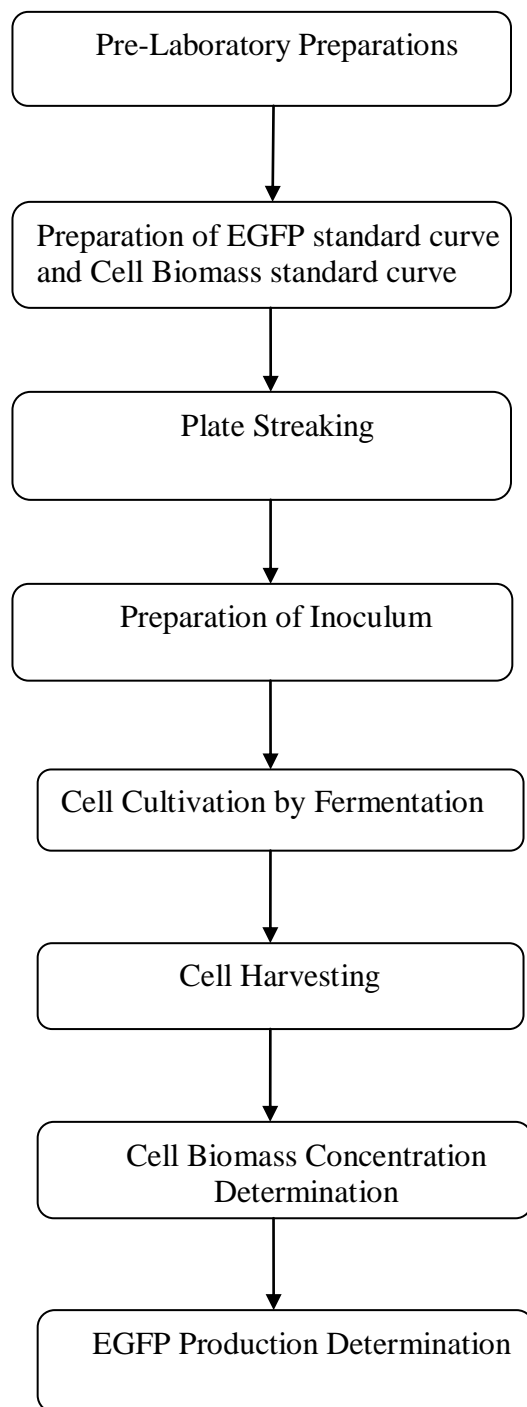 Pre-Laboratory Preparations
Preparation of EGFP standard curve
and Cell Biomass standard curve
Plate Streaking
Preparation of Inoculum
Cell Cultivation by Fermentation
Cell Harvesting
Cell Biomass Concentration
Determination
EGFP Production Determination